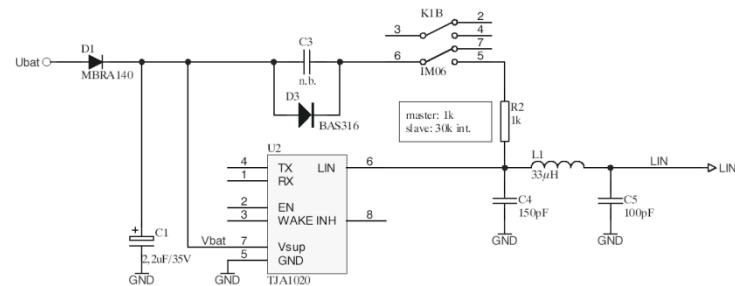 K1B
3
2
4
7
6
5
IM06
Ubat
D1
MBRA140
C3
n.b.
D3
BAS316
master: 1k
slave: 30k int.
R2
1k
U2
4 TX LIN 6
1 RX
2 EN
3 WAKE INH 8
Vbat 7 Vsup
5 GND
TJA1020
L1
33µH
LIN
LIN
C4
150pF
GND
C5
100pF
GND
+
C1
2,2uF/35V
GND
GND